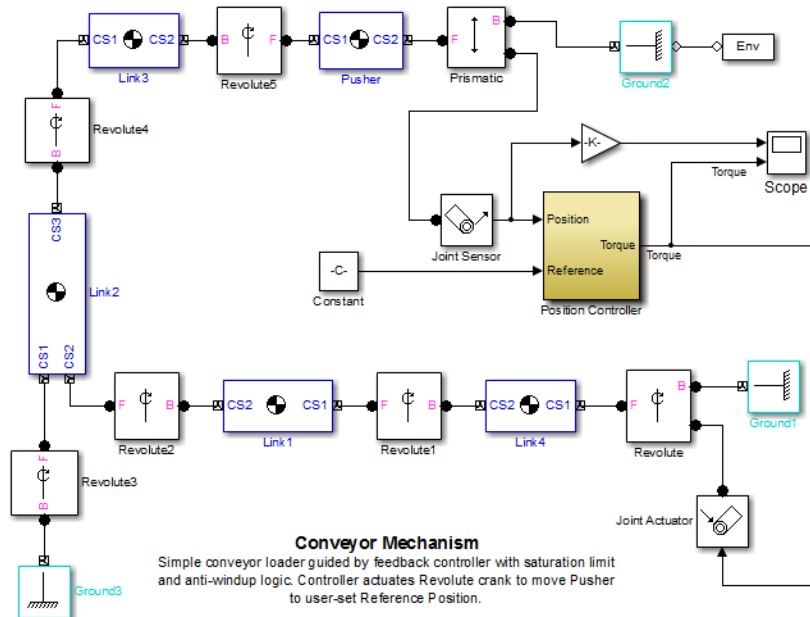 CS1 CS2
Link3
B F
Revolute5
CS1 CS2
Pusher
F B
Prismatic
Ground2
Env
F
B
Revolute4
-K-
Torque
Scope
Joint Sensor
Position
Reference
Torque
Torque
Position Controller
-C-
Constant
CS3
CS1
CS2
Link2
F B
Revolute2
CS2 CS1
Link1
F B
Revolute1
CS2 CS1
Link4
F B
Revolute
Ground1
F
B
Revolute3
Ground3
Joint Actuator
Conveyor Mechanism
Simple conveyor loader guided by feedback controller with saturation limit
and anti-windup logic. Controller actuates Revolute crank to move Pusher
to user-set Reference Position.